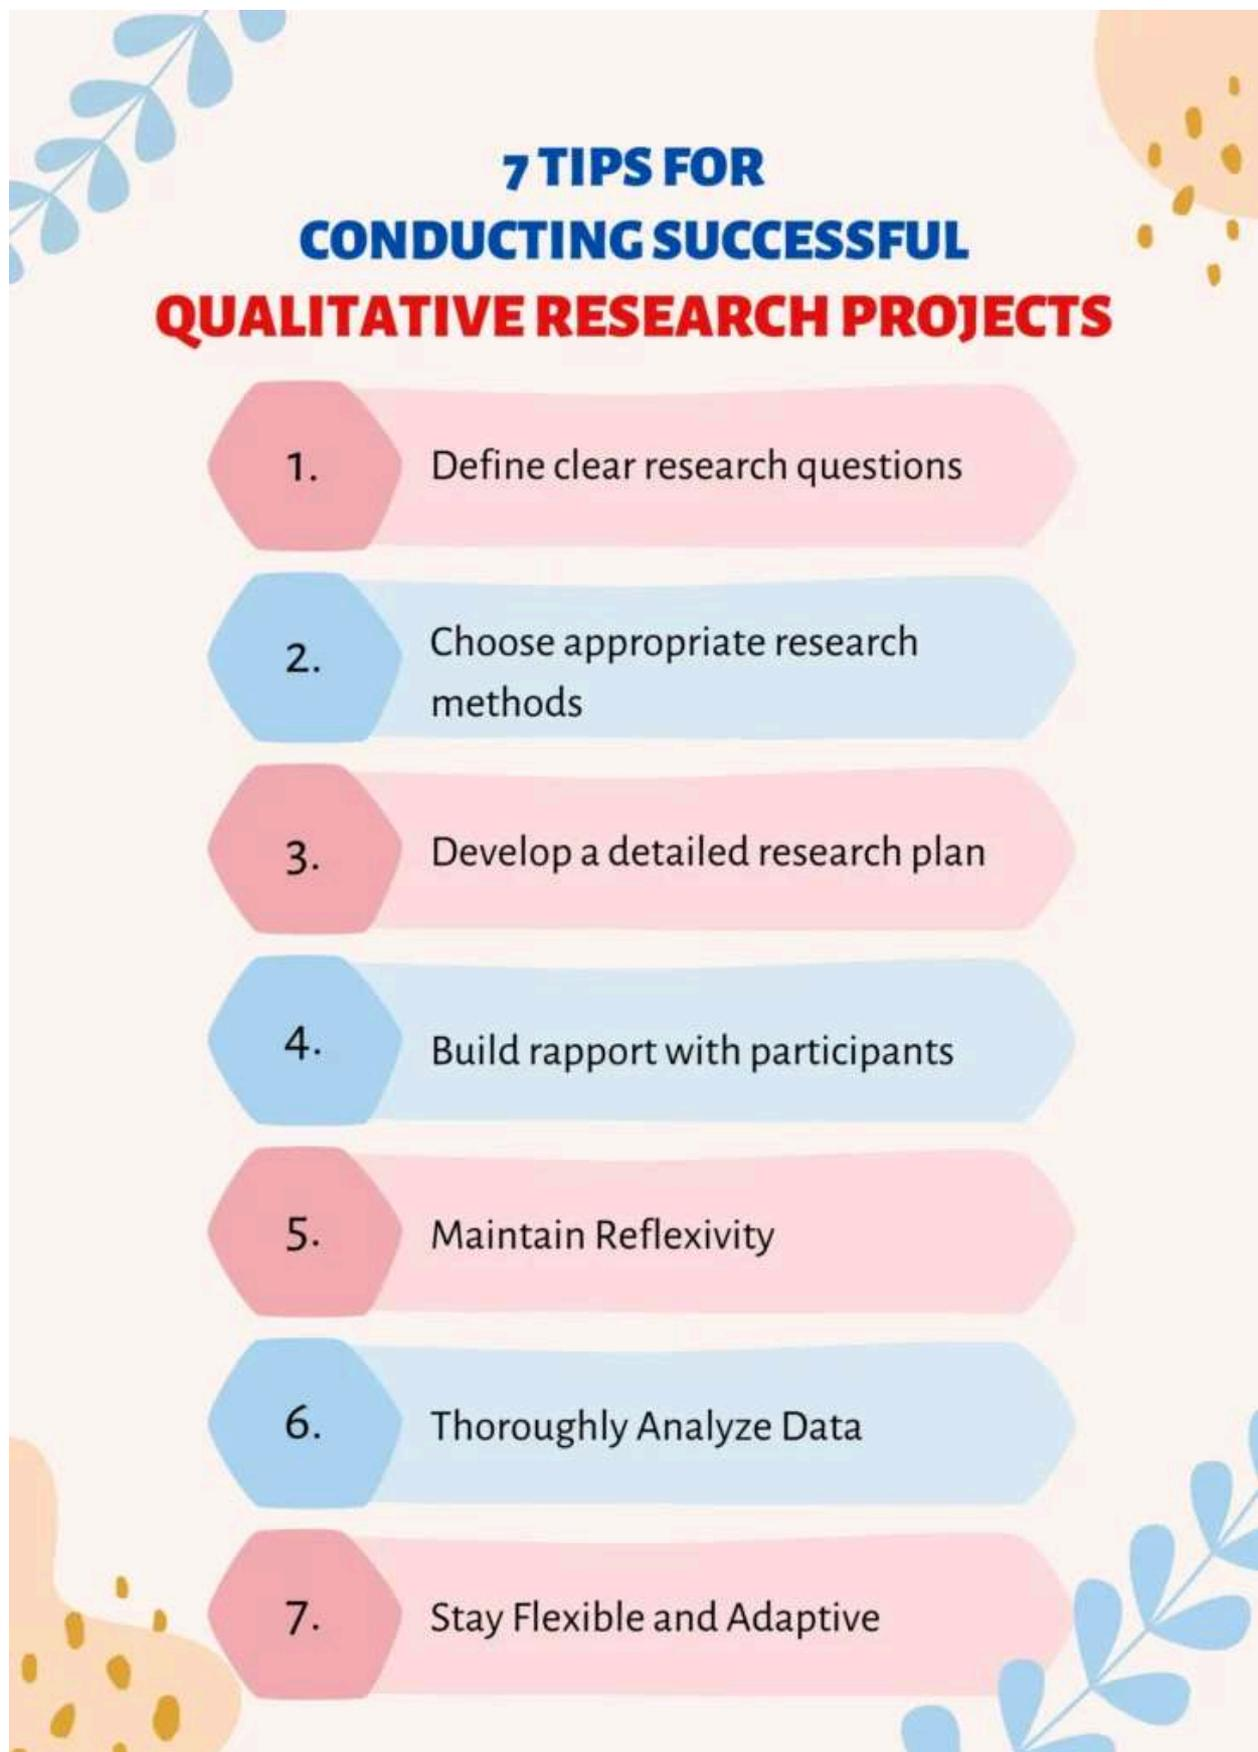 7 TIPS FOR
CONDUCTING SUCCESSFUL
QUALITATIVE RESEARCH PROJECTS
1. Define clear research questions
2. Choose appropriate research
methods
3. Develop a detailed research plan
4. Build rapport with participants
5. Maintain Reflexivity
6. Thoroughly Analyze Data
7. Stay Flexible and Adaptive